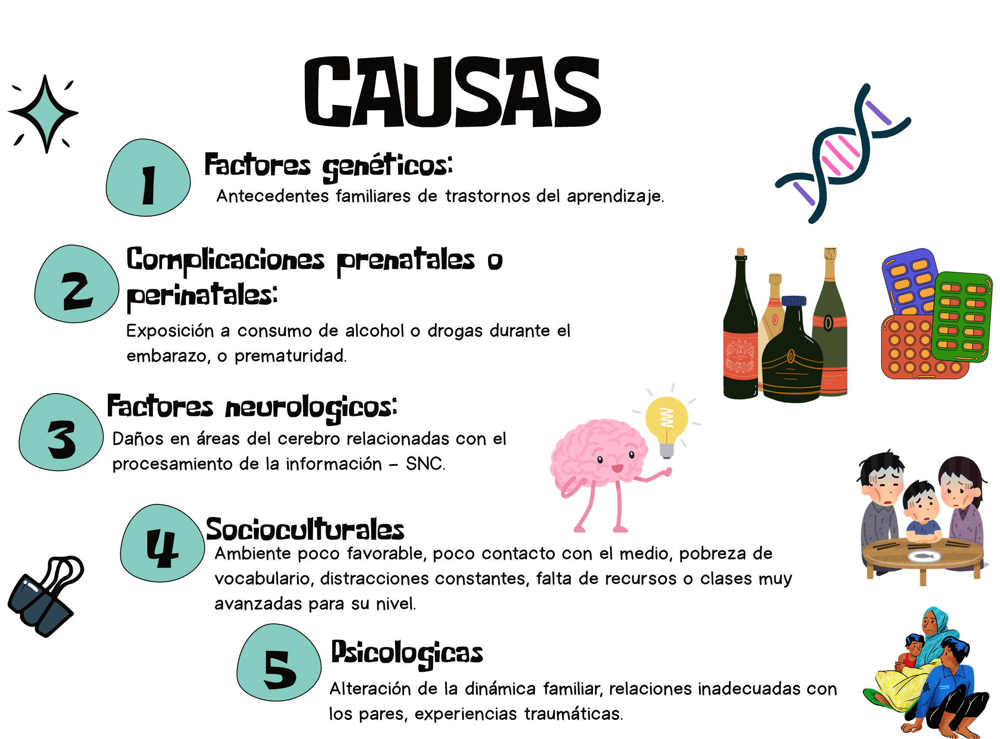 CAUSAS
1
Factores genéticos:
Antecedentes familiares de trastornos del aprendizaje.
2
Complicaciones prenatales o
perinatales:
Exposición a consumo de alcohol o drogas durante el
embarazo, o prematuridad.
3
Factores neurologicos:
Daños en áreas del cerebro relacionadas con el
procesamiento de la información – SNC.
4
Socioculturales
Ambiente poco favorable, poco contacto con el medio, pobreza de
vocabulario, distracciones constantes, falta de recursos o clases muy
avanzadas para su nivel.
5
Psicologicas
Alteración de la dinámica familiar, relaciones inadecuadas con
los pares, experiencias traumáticas.